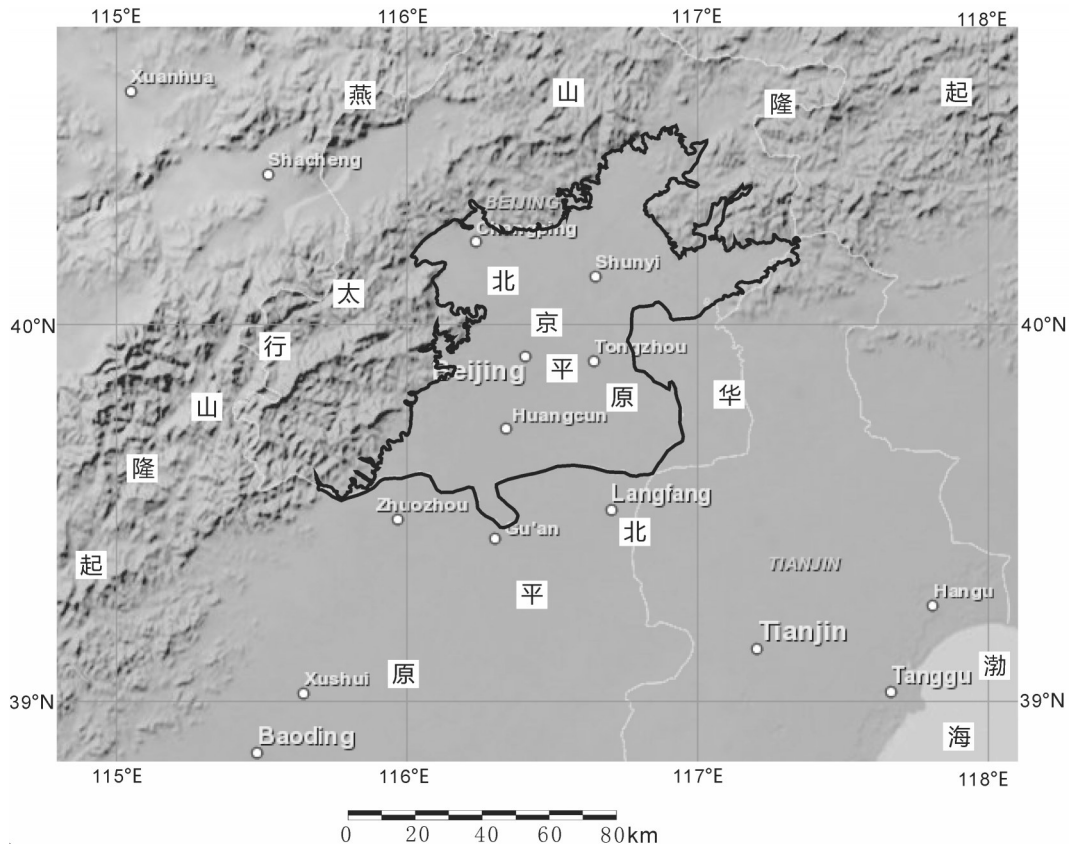 115°E 116°E 117°E 118°E
Xuanhua
燕 山 隆 起
Shacheng
BEIJING
Changping
Shunyi
北
太
京
40°N 40°N
行 平 Tongzhou
Beijing
原 华
山
Huangcun
隆
Zhuozhou Langfang
Gu'an 北
起
TIANJIN
平
Hangu
Tianjin
Xushui 原
Tanggu 渤
39°N 39°N
Baoding 海
115°E 116°E 117°E 118°E
0 20 40 60 80km